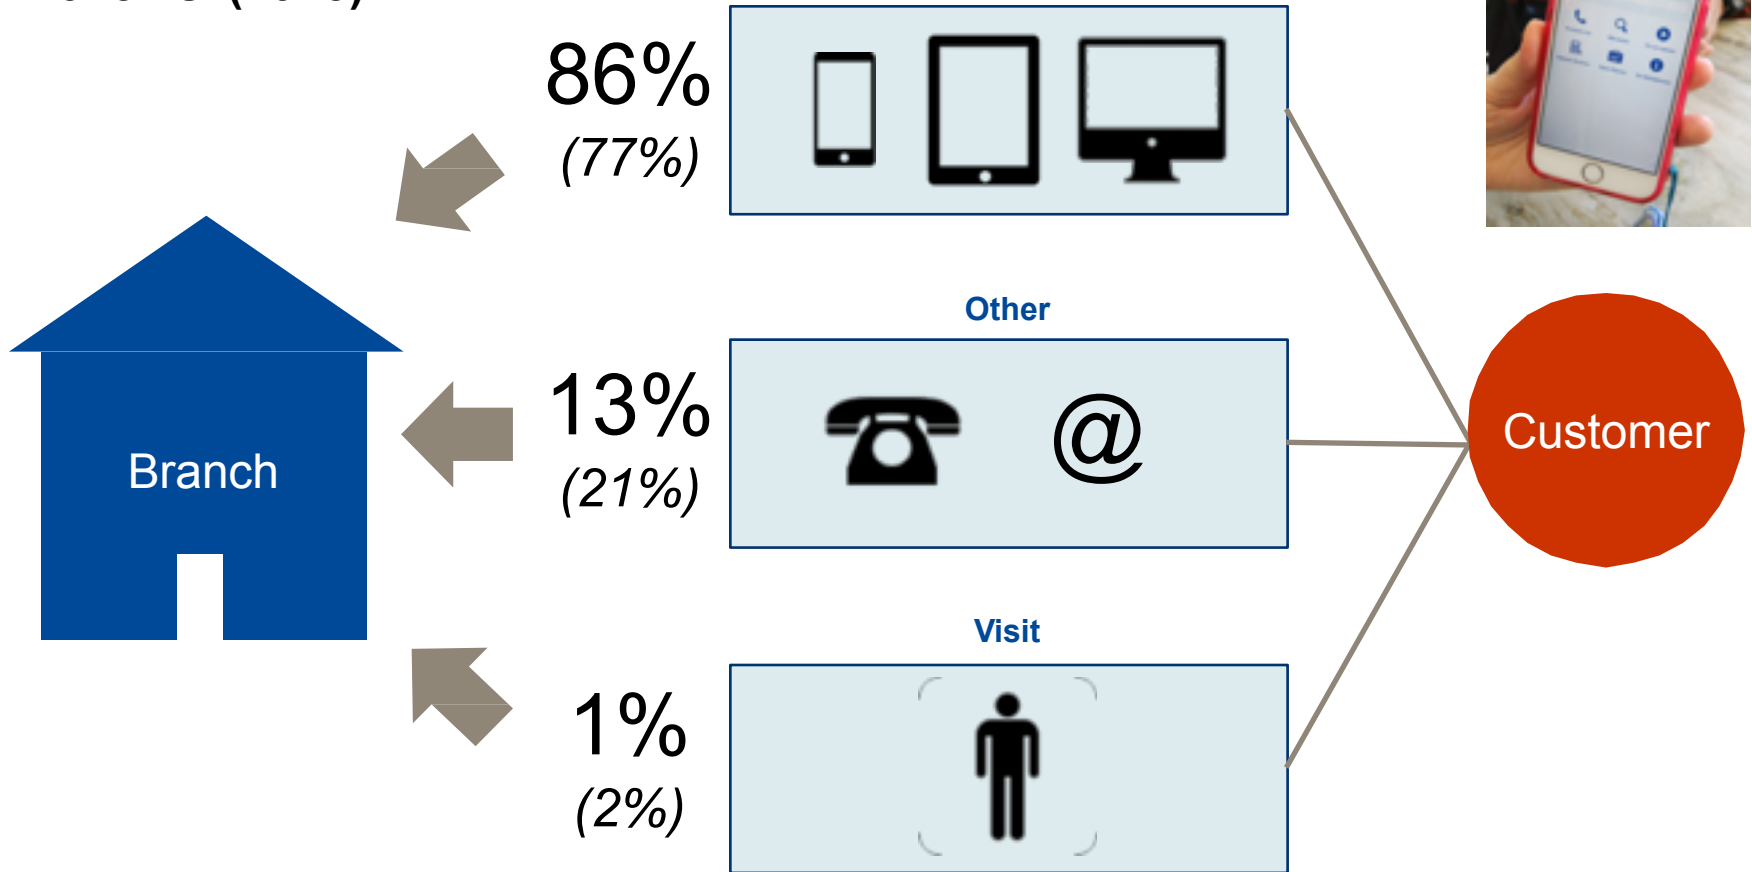 86%
(77%)
Other
13%
(21%)
@
Branch
Customer
Visit
1%
(2%)